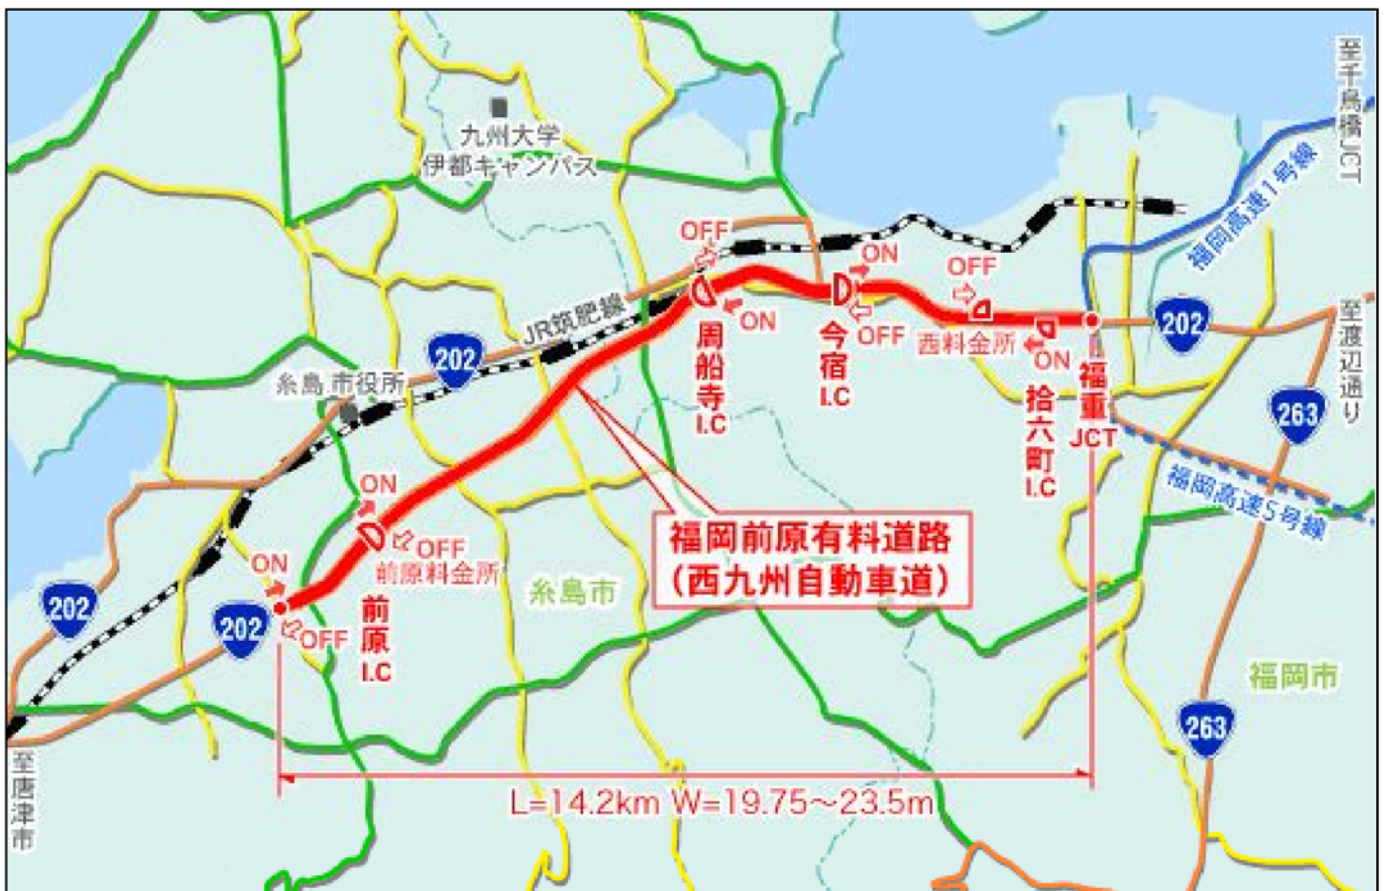 至千鳥橋JCT
九州大学
伊都キャンパス
福岡高速1号線
OFF
ON
OFF
JR筑肥線
ON
OFF
202
至渡辺通り
周船寺
I.C
今宿
I.C
西料金所
ON
202
糸島市役所
福重
JCT
拾六町
I.C
263
ON
福岡高速5号線
福岡前原有料道路
(西九州自動車道)
OFF
前原料金所
ON
糸島市
202
202
OFF
前原
I.C
福岡市
263
至唐津市
L=14.2km W=19.75～23.5m